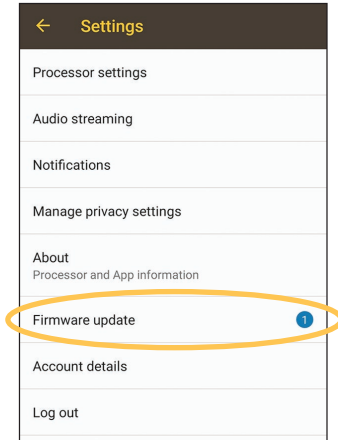 Settings
Processor settings
Audio streaming
Notifications
Manage privacy settings
About
Processor and App information
Firmware update 1
Account details
Log out